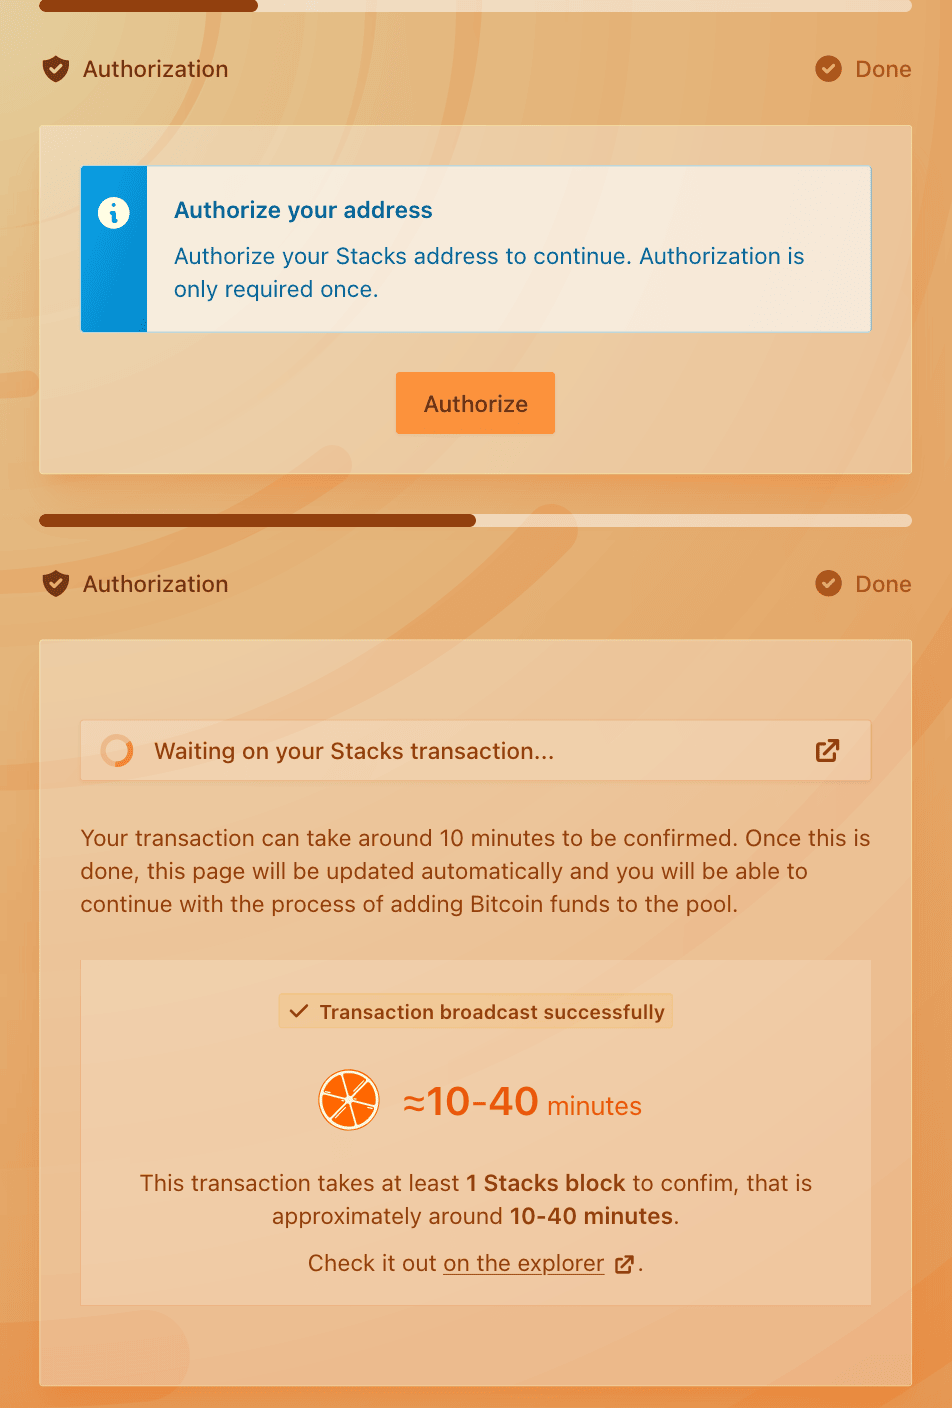 Authorization
Done
Authorize your address
Authorize your Stacks address to continue. Authorization is
only required once.
Authorize
Authorization
Done
Waiting on your Stacks transaction...
Your transaction can take around 10 minutes to be confirmed. Once this is
done, this page will be updated automatically and you will be able to
continue with the process of adding Bitcoin funds to the pool.
Transaction broadcast successfully
≈10-40 minutes
This transaction takes at least 1 Stacks block to confim, that is
approximately around 10-40 minutes.
Check it out on the explorer.